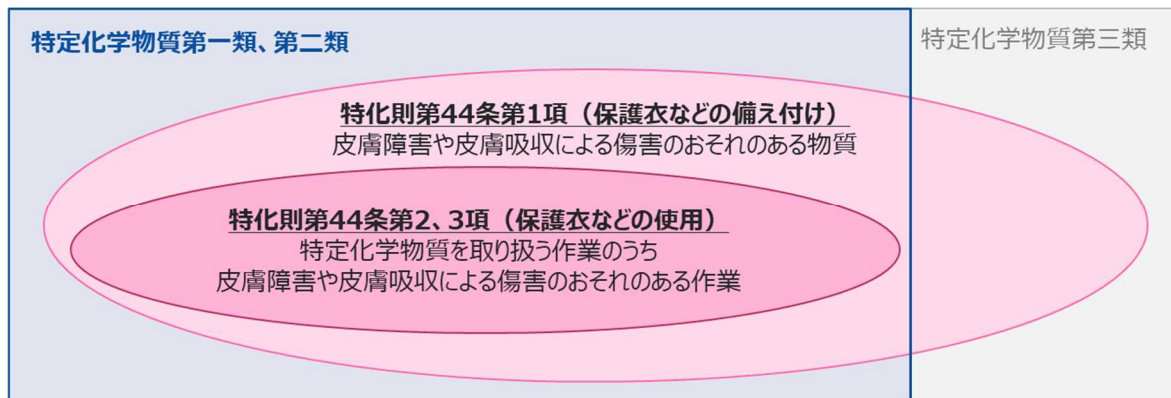 特定化学物質第一類、第二類
特定化学物質第三類
特化則第44条第1項（保護衣などの備え付け）
皮膚障害や皮膚吸収による傷害のおそれのある物質
特化則第44条第2、3項（保護衣などの使用）
特定化学物質を取り扱う作業のうち
皮膚障害や皮膚吸収による傷害のおそれのある作業